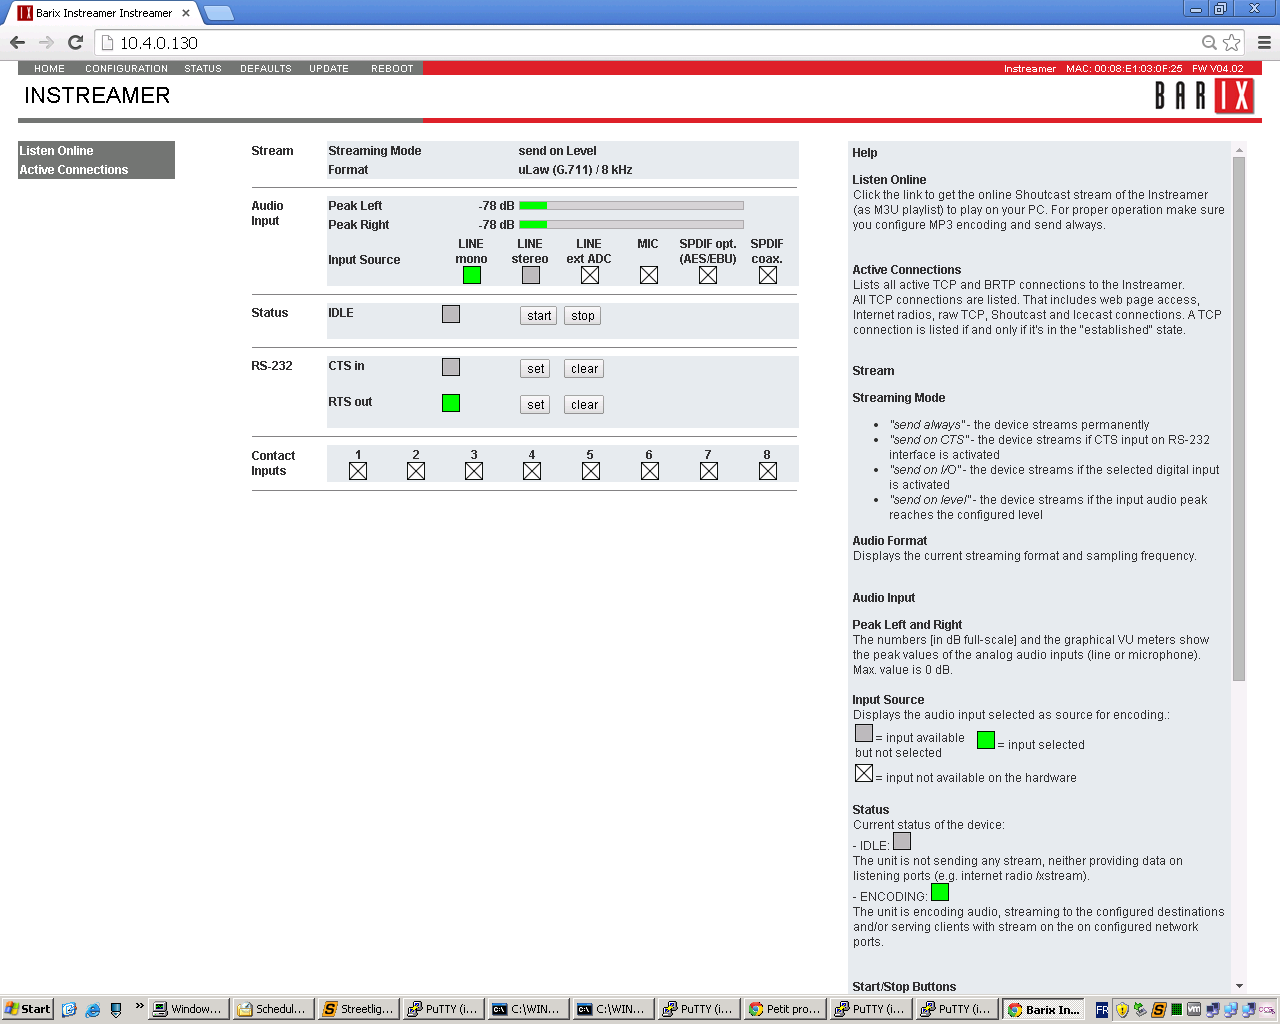 Barix Instreamer Instreamer
10.4.0.130
HOME CONFIGURATION STATUS DEFAULTS UPDATE REBOOT
Instreamer MAC: 00:08:E1:03:0F:25 FW V04.02
INSTREAMER
BARIX
Listen Online
Active Connections
Stream Streaming Mode send on Level
Format uLaw (G.711) / 8 kHz
Audio Input
Peak Left -78 dB
Peak Right -78 dB
Input Source
LINE mono
LINE stereo
LINE ext ADC
MIC
SPDIF opt. (AES/EBU)
SPDIF coax.
Status IDLE start stop
RS-232 CTS in set clear
RTS out set clear
Contact Inputs
1 2 3 4 5 6 7 8
Help
Listen Online
Click the link to get the online Shoutcast stream of the Instreamer
(as M3U playlist) to play on your PC. For proper operation make sure
you configure MP3 encoding and send always.
Active Connections
Lists all active TCP and BRTP connections to the Instreamer.
All TCP connections are listed. That includes web page access,
Internet radios, raw TCP, Shoutcast and Icecast connections. A TCP
connection is listed if and only if it's in the "established" state.
Stream
Streaming Mode
• "send always" - the device streams permanently
• "send on CTS" - the device streams if CTS input on RS-232
interface is activated
• "send on I/O" - the device streams if the selected digital input
is activated
• "send on level" - the device streams if the input audio peak
reaches the configured level
Audio Format
Displays the current streaming format and sampling frequency.
Audio Input
Peak Left and Right
The numbers [in dB full-scale] and the graphical VU meters show
the peak values of the analog audio inputs (line or microphone).
Max. value is 0 dB.
Input Source
Displays the audio input selected as source for encoding.:
= input available
but not selected
= input selected
= input not available on the hardware
Status
Current status of the device:
- IDLE:
The unit is not sending any stream, neither providing data on
listening ports (e.g. internet radio /xstream).
- ENCODING:
The unit is encoding audio, streaming to the configured destinations
and/or serving clients with stream on the on configured network
ports.
Start/Stop Buttons
Start » Window... Schedul... Streetlig... PuTTY (i... C:\WIN... C:\WIN... PuTTY (i... Petit pro... PuTTY (i... PuTTY (i... Barix In... FR